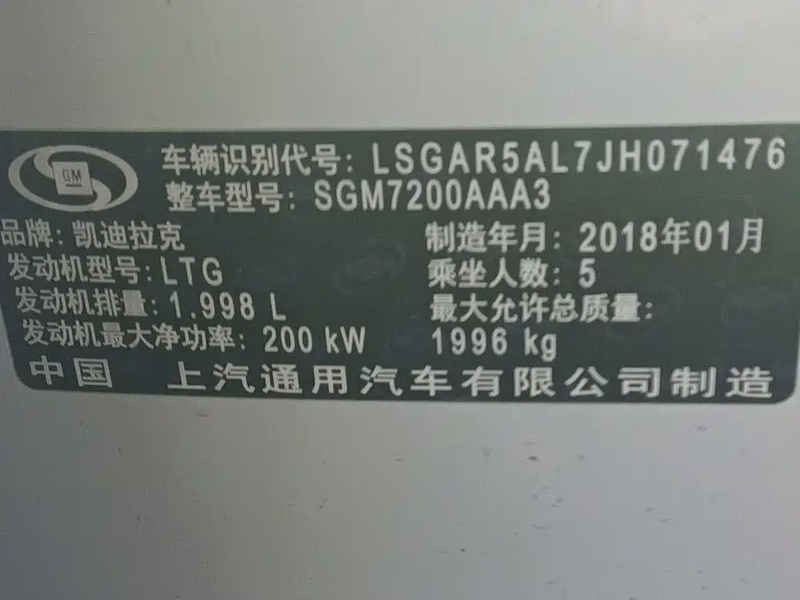 GM
车辆识别代号: LSGAR5AL7JH071476
整车型号: SGM7200AAA3
品牌: 凯迪拉克 制造年月: 2018年01月
发动机型号: LTG 乘坐人数: 5
发动机排量: 1.998 L 最大允许总质量:
发动机最大净功率: 200 kW 1996 kg
中国 上汽通用汽车有限公司制造